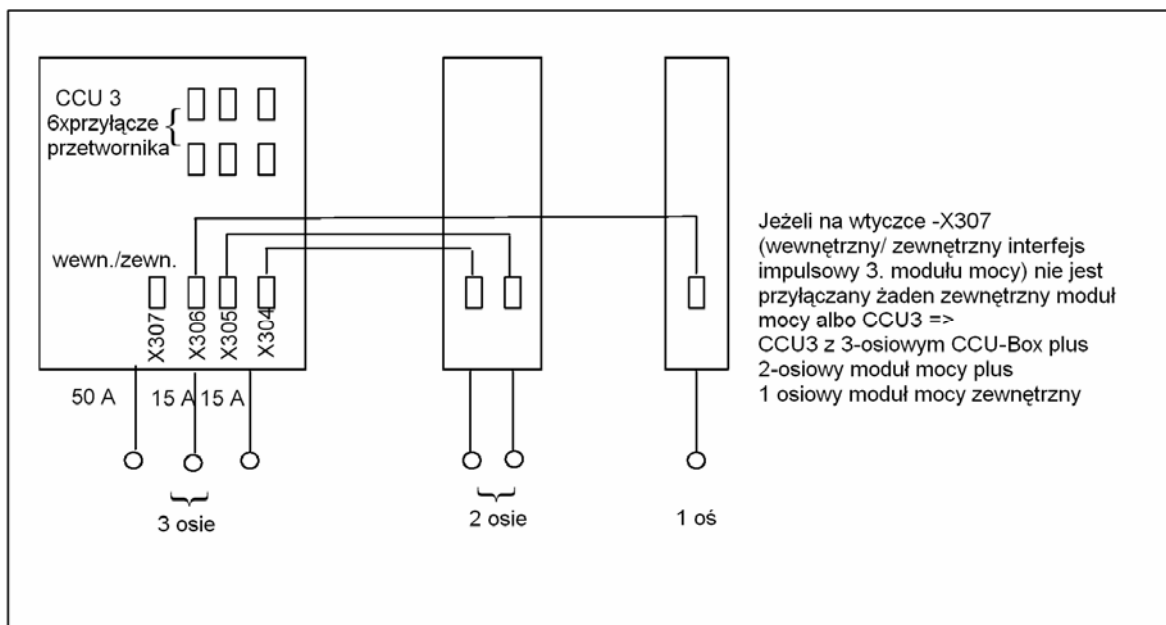 CCU 3
6xprzyłącze
przetwornika
wewn./zewn.
X307
X306
X305
X304
50 A
15 A
15 A
3 osie
2 osie
1 oś
Jeżeli na wtyczce -X307
(wewnętrzny/ zewnętrzny interfejs
impulsowy 3. modułu mocy) nie jest
przyłączany żaden zewnętrzny moduł
mocy albo CCU3 =>
CCU3 z 3-osiowym CCU-Box plus
2-osiowy moduł mocy plus
1 osiowy moduł mocy zewnętrzny